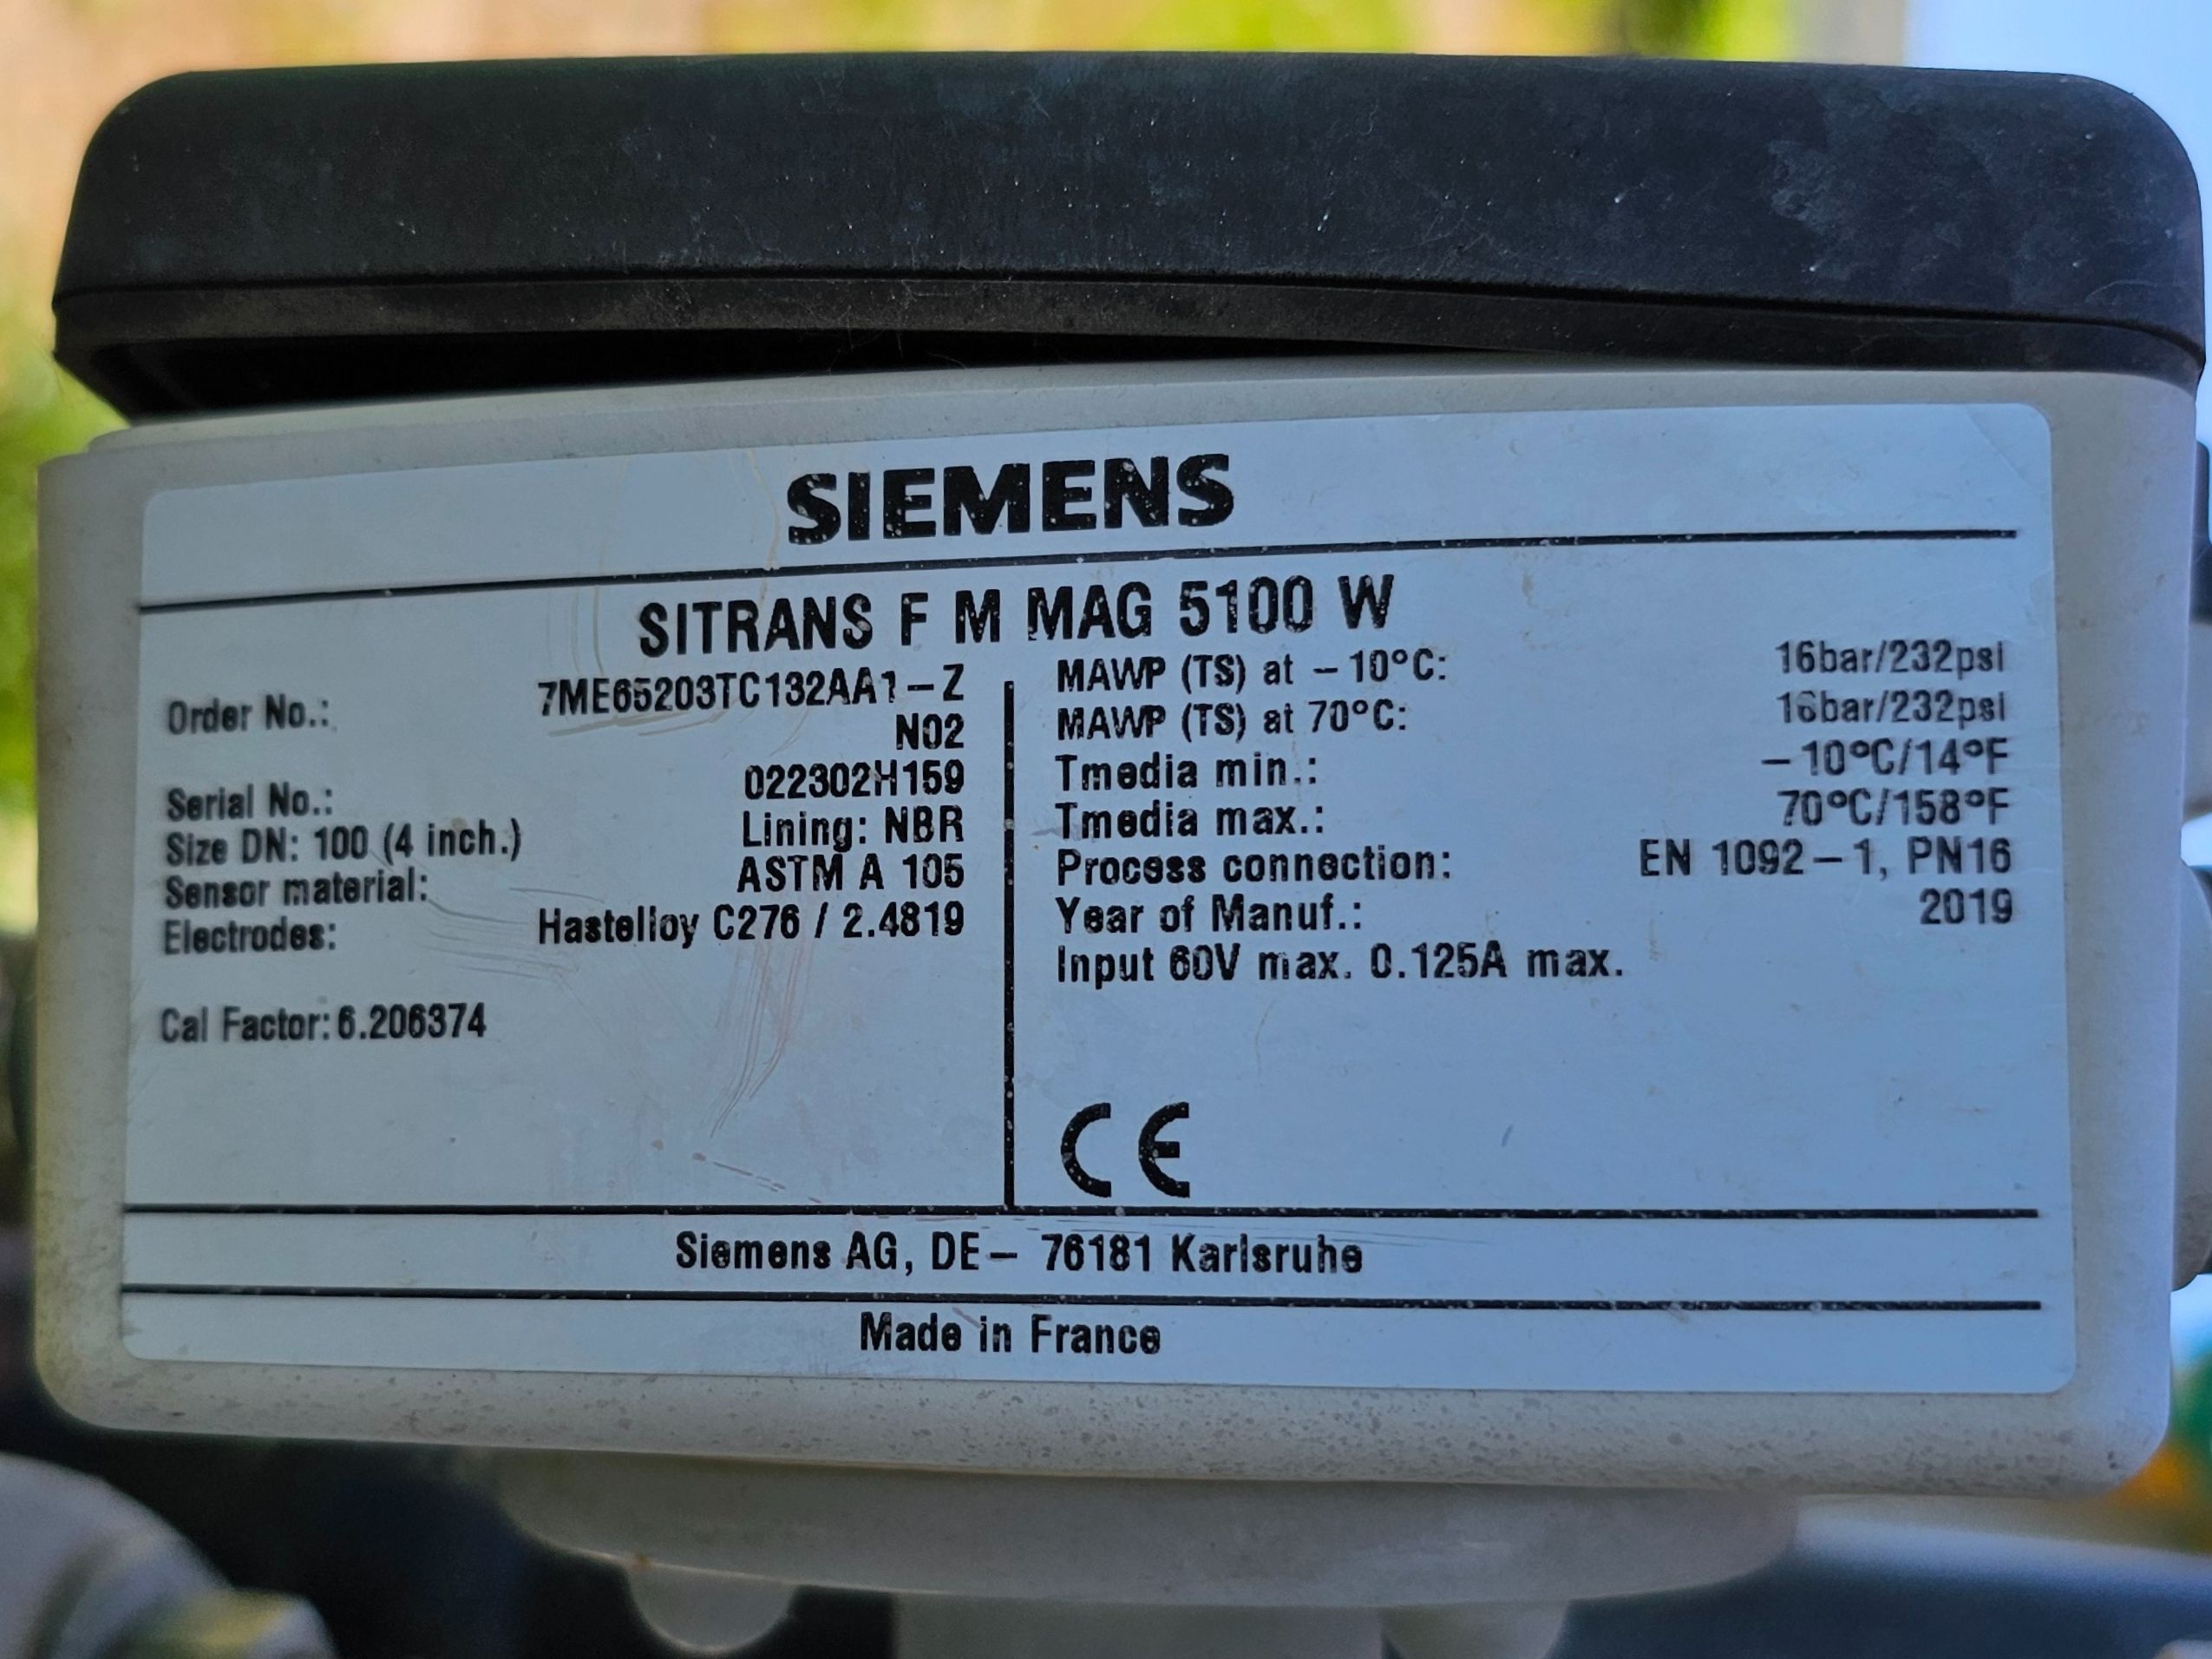 SIEMENS
SITRANS F M MAG 5100 W
Order No.: 7ME65203TC132AA1-Z
N02
Serial No.: 022302H159
Size DN: 100 (4 inch.) Lining: NBR
Sensor material: ASTM A 105
Electrodes: Hastelloy C276 / 2.4819
Cal Factor: 6.206374
MAWP (TS) at -10°C: 16bar/232psi
MAWP (TS) at 70°C: 16bar/232psi
Tmedia min.: -10°C/14°F
Tmedia max.: 70°C/158°F
Process connection: EN 1092-1, PN16
Year of Manuf.: 2019
Input 60V max. 0.125A max.
CE
Siemens AG, DE- 76181 Karlsruhe
Made in France